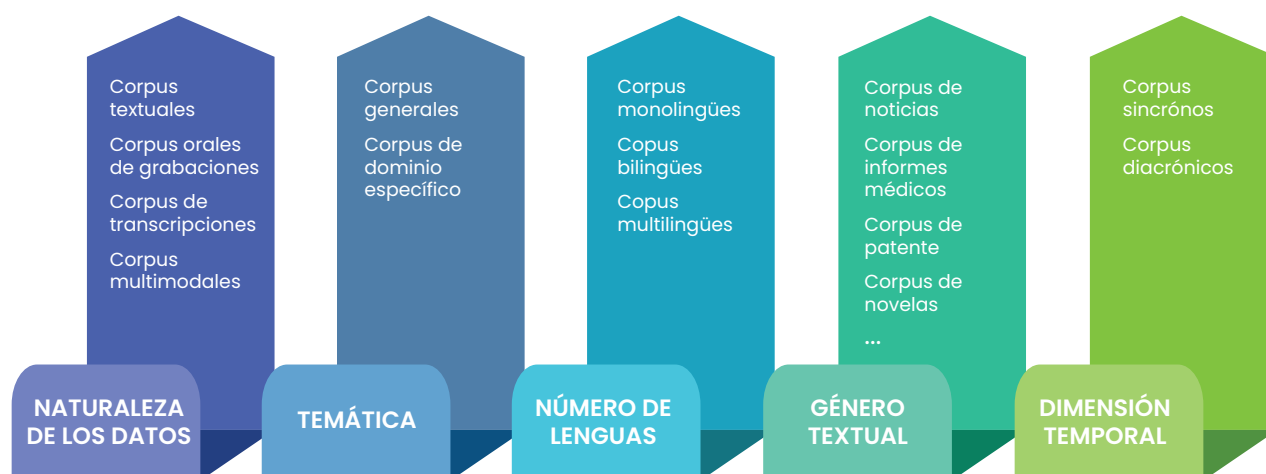 Corpus
textuales
Corpus orales
de grabaciones
Corpus de
transcripciones
Corpus
multimodales
NATURALEZA
DE LOS DATOS
Corpus
generales
Corpus de
dominio
específico
TEMÁTICA
Corpus
monolingües
Copus
bilingües
Copus
multilingües
NÚMERO DE
LENGUAS
Corpus de
noticias
Corpus de
informes
médicos
Corpus de
patente
Corpus de
novelas
...
GÉNERO
TEXTUAL
Corpus
sincrónos
Corpus
diacrónicos
DIMENSIÓN
TEMPORAL